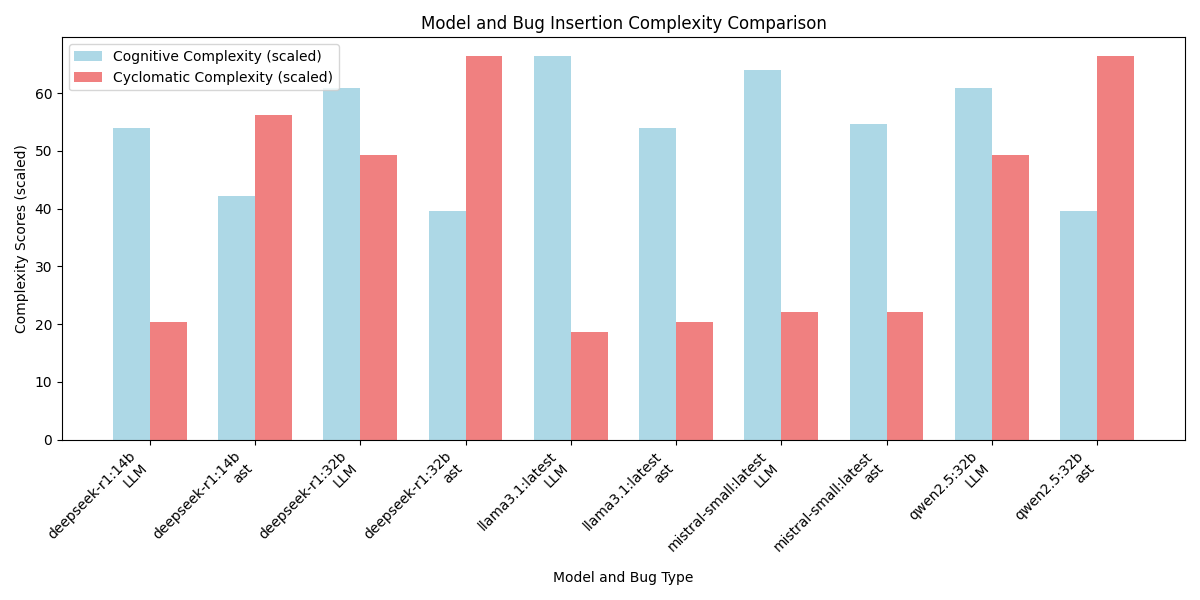 Model and Bug Insertion Complexity Comparison
Cognitive Complexity (scaled)
Cyclomatic Complexity (scaled)
Complexity Scores (scaled)
60
50
40
30
20
10
0
deepseek-r1:14b
LLM
deepseek-r1:14b
ast
deepseek-r1:32b
LLM
deepseek-r1:32b
ast
llama3.1:latest
LLM
llama3.1:latest
ast
mistral-small:latest
LLM
mistral-small:latest
ast
qwen2.5:32b
LLM
qwen2.5:32b
ast
Model and Bug Type